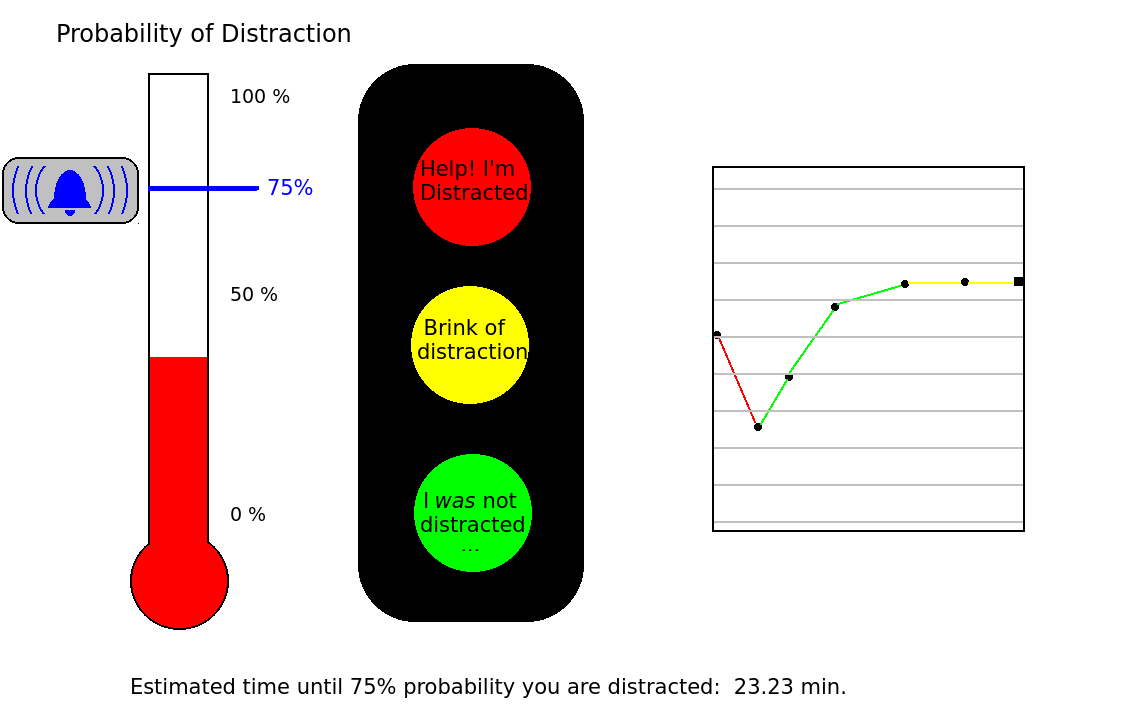 Probability of Distraction
100 %
75%
50 %
0 %
Help! I'm
Distracted
Brink of
distraction
I was not
distracted
...
Estimated time until 75% probability you are distracted:  23.23 min.